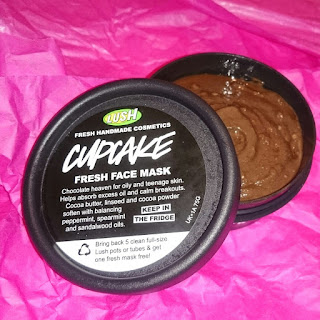 LUSH
FRESH HANDMADE COSMETICS
CUPCAKE
FRESH FACE MASK
Chocolate heaven for oily and teenage skin.
Helps absorb excess oil and calm breakouts.
Cocoa butter, linseed and cocoa powder
soften with balancing
peppermint, spearmint
and sandalwood oils.
KEEP IN
THE FRIDGE
Bring back 5 clean full-size
Lush pots or tubes & get
one fresh mask free!